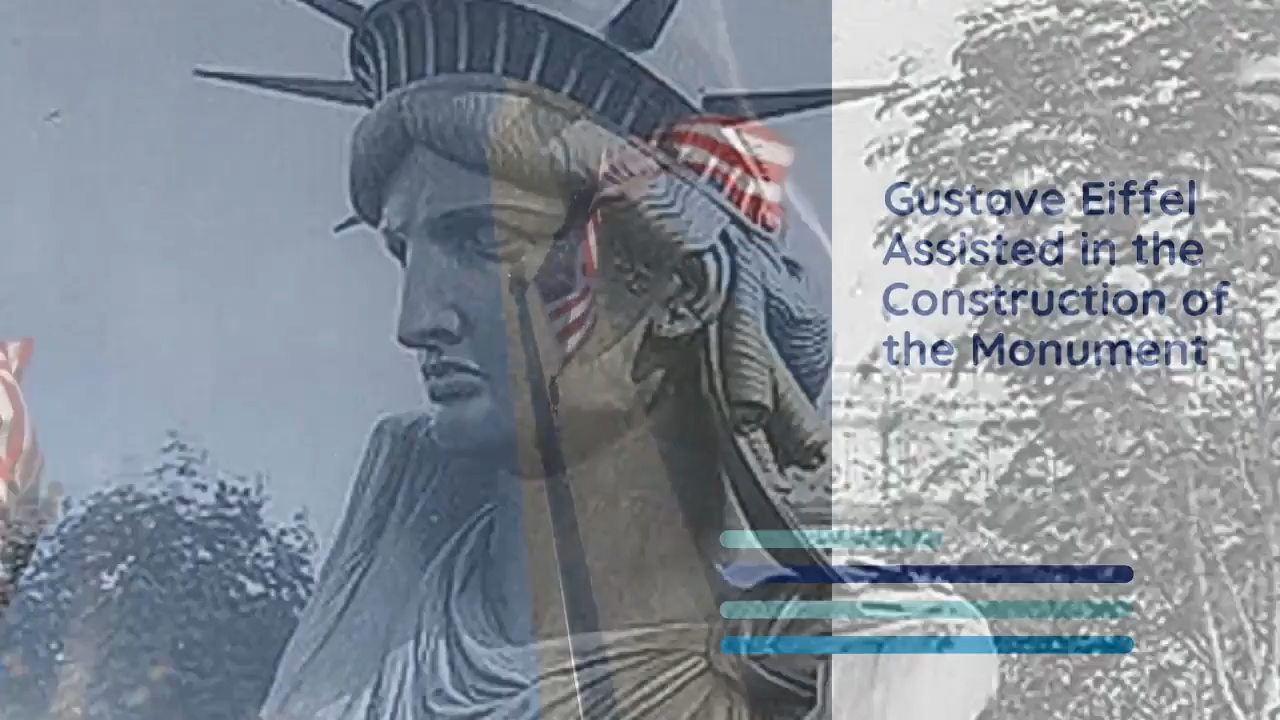 Gustave Eiffel
Assisted in the
Construction of
the Monument